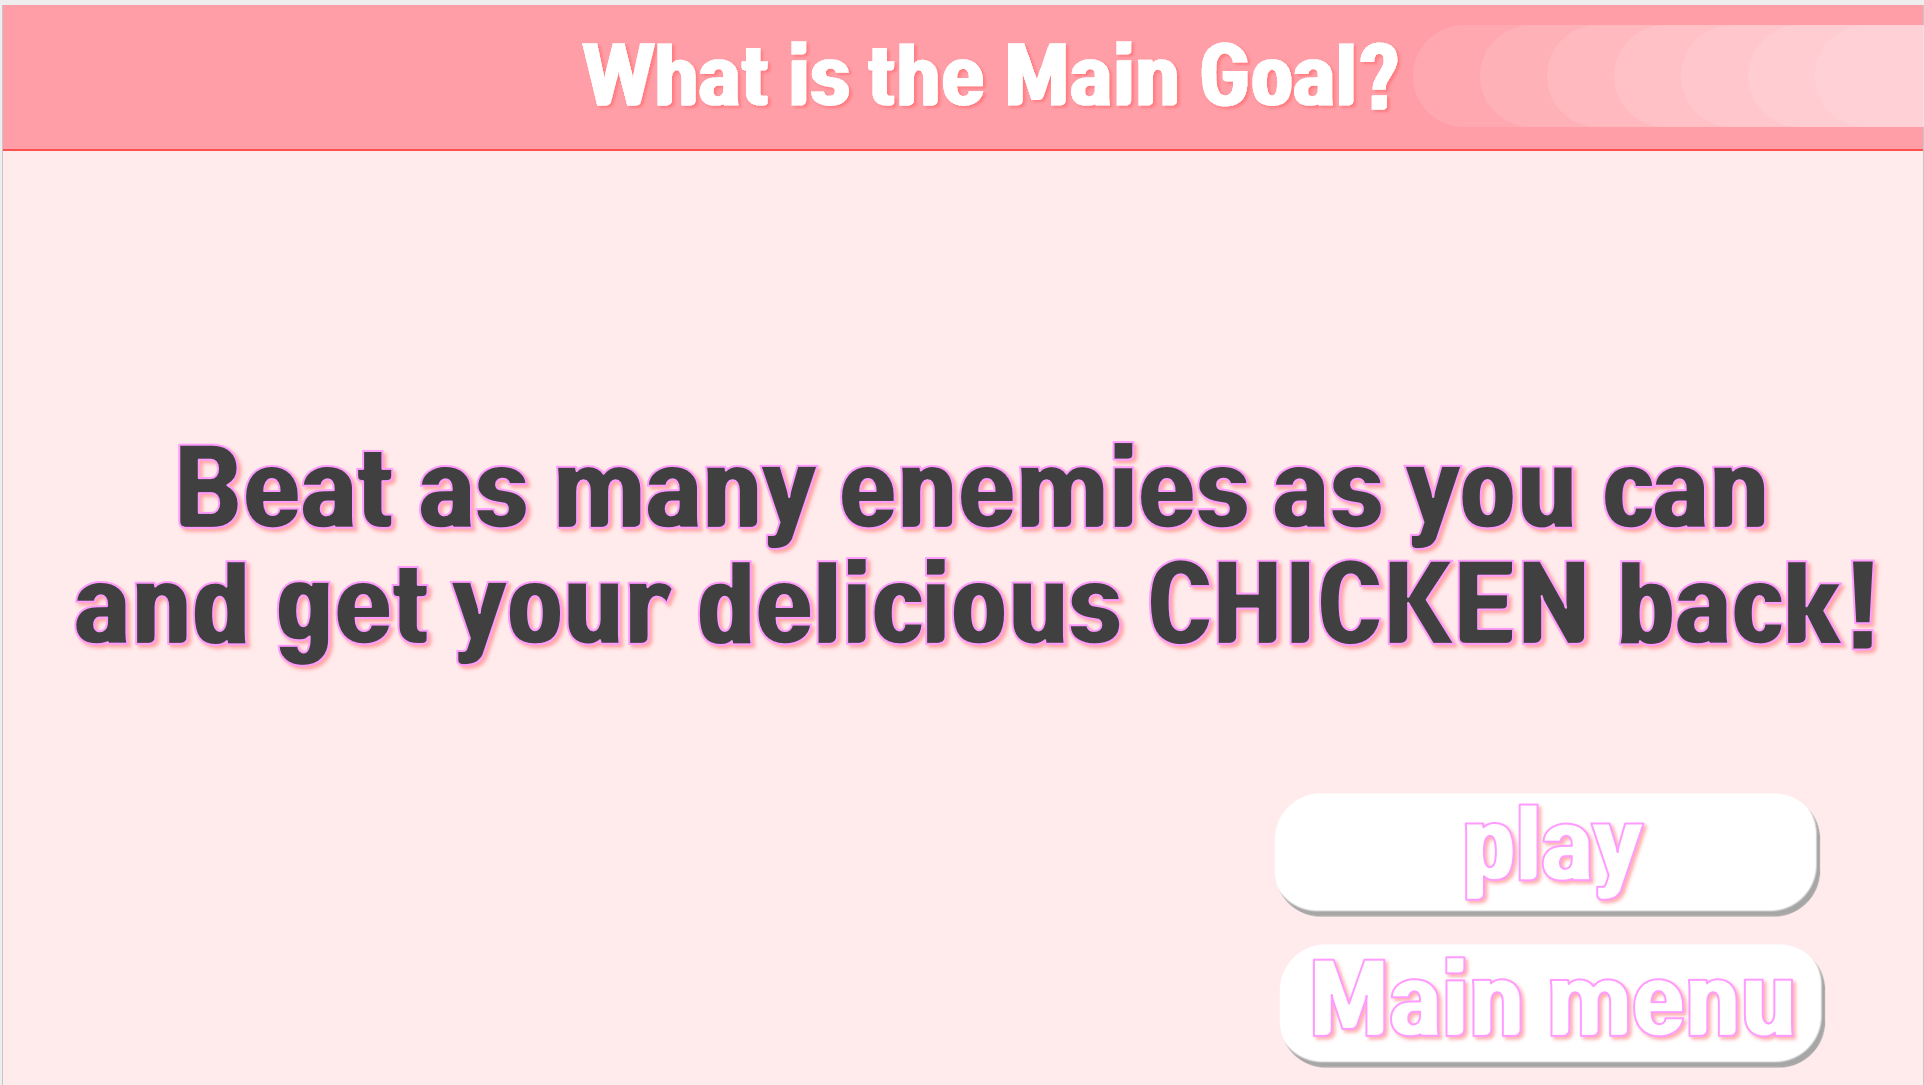 What is the Main Goal?
Beat as many enemies as you can
and get your delicious CHICKEN back!
play
Main menu